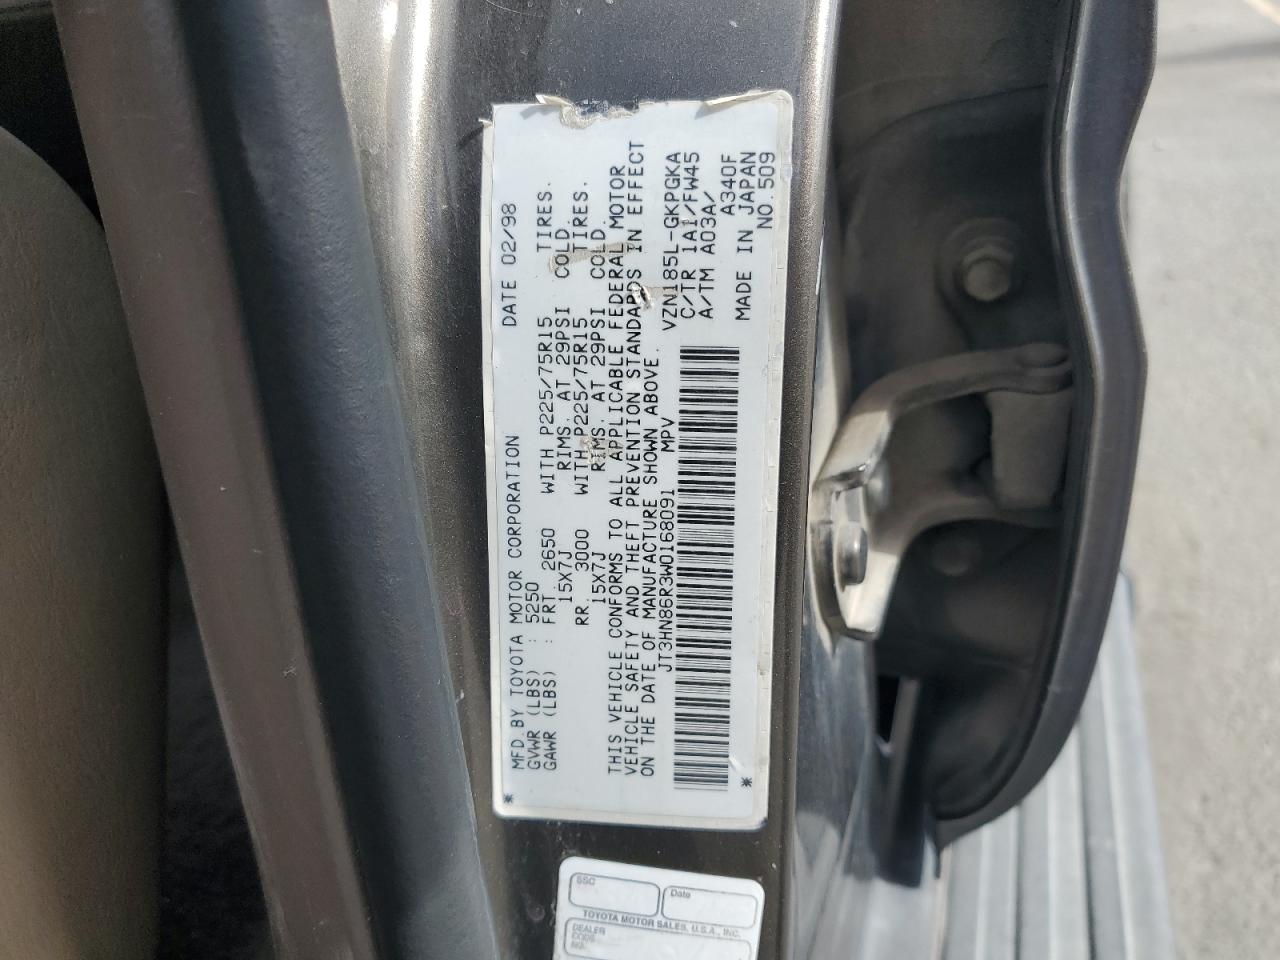 MFD. BY TOYOTA MOTOR CORPORATION DATE 02/98
GVWR (LBS) : 5250
GAWR (LBS) : FRT. 2650 WITH P225/75R15 TIRES.
15X7J RIMS. AT 29PSI COLD.
RR. 3000 WITH P225/75R15 TIRES.
15X7J RIMS. AT 29PSI COLD.
THIS VEHICLE CONFORMS TO ALL APPLICABLE FEDERAL MOTOR
VEHICLE SAFETY AND THEFT PREVENTION STANDARDS IN EFFECT
ON THE DATE OF MANUFACTURE SHOWN ABOVE.
JT3HN86R3W0168091 MPV
VZN185L-GKPGKA
C/TR 1A1/FW45
A/TM A03A/
A340F
* MADE IN JAPAN *
NO.509
SSC
Date
TOYOTA MOTOR SALES, U.S.A., INC.
DEALER
CODE
NO.